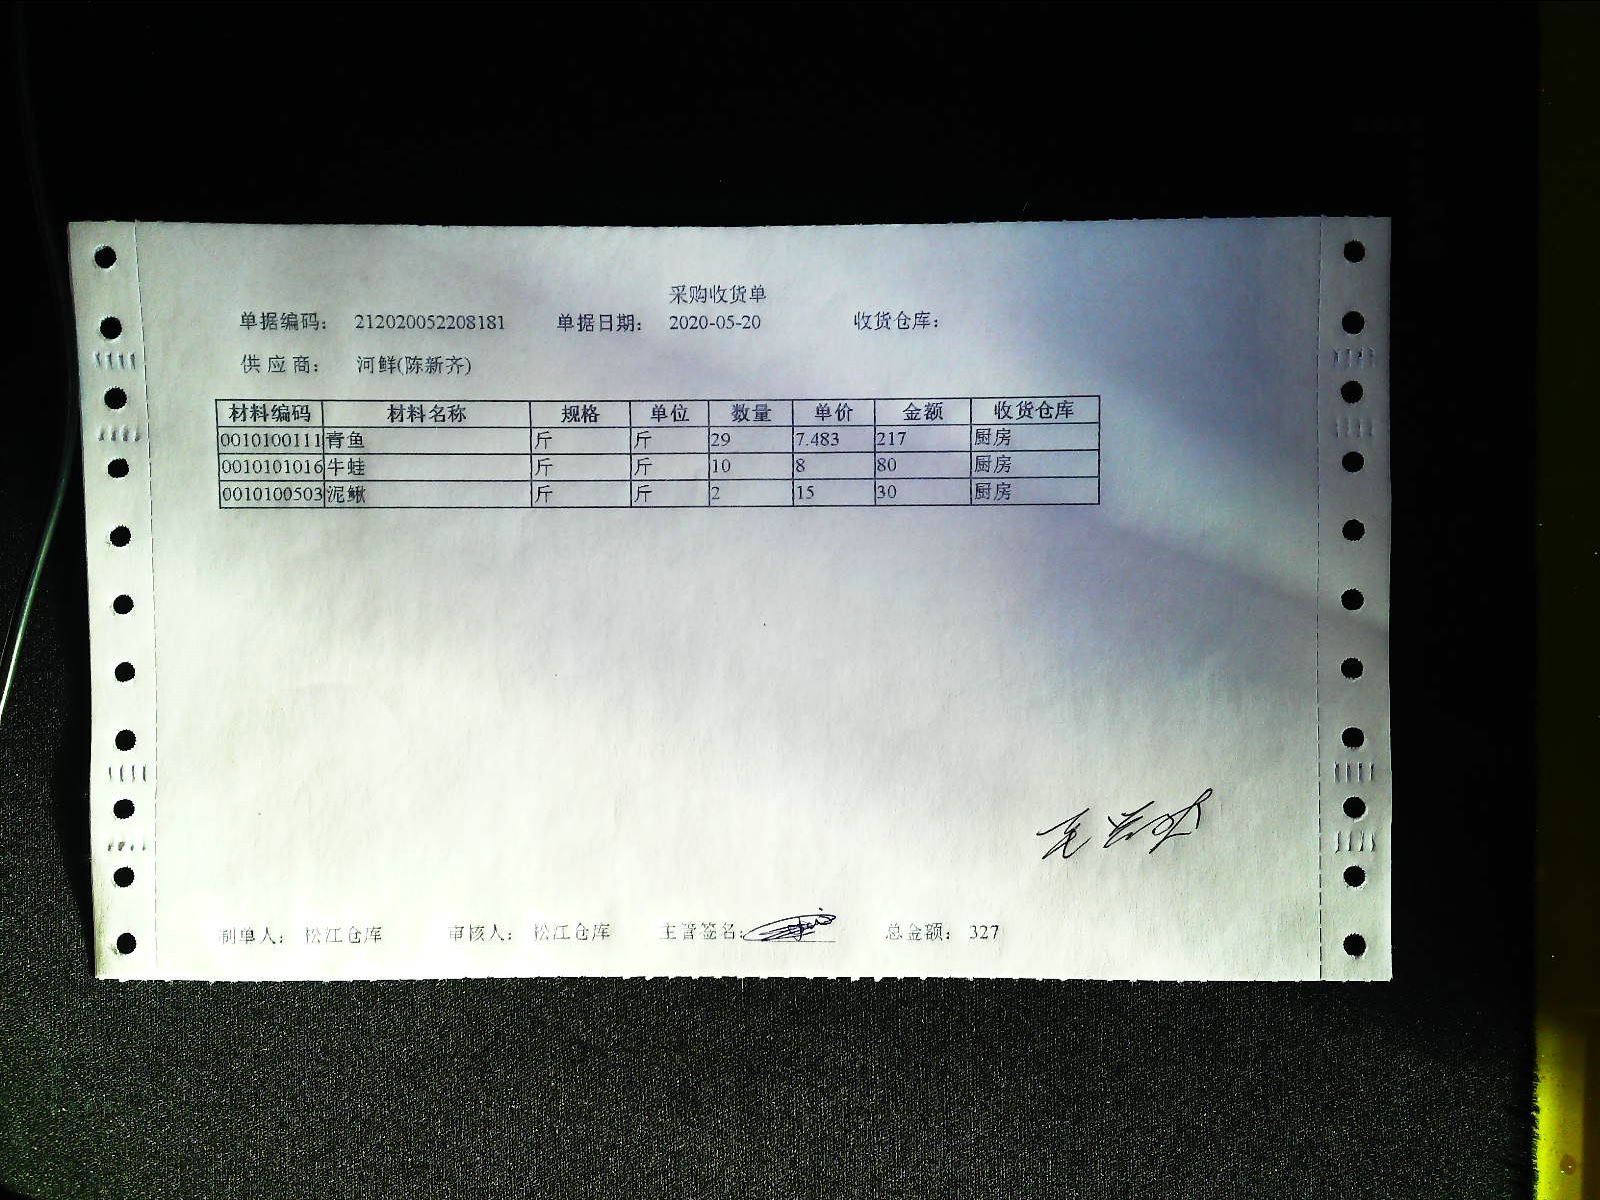 采购收货单
单据编码: 212020052208181 单据日期: 2020-05-20 收货仓库:
供应商: 河鲜(陈新齐)
材料编码 材料名称 规格 单位 数量 单价 金额 收货仓库
0010100111 青鱼 斤 斤 29 7.483 217 厨房
0010101016 牛蛙 斤 斤 10 8 80 厨房
0010100503 泥鳅 斤 斤 2 15 30 厨房
制单人: 松江仓库 审核人: 松江仓库 主管签名: 总金额: 327